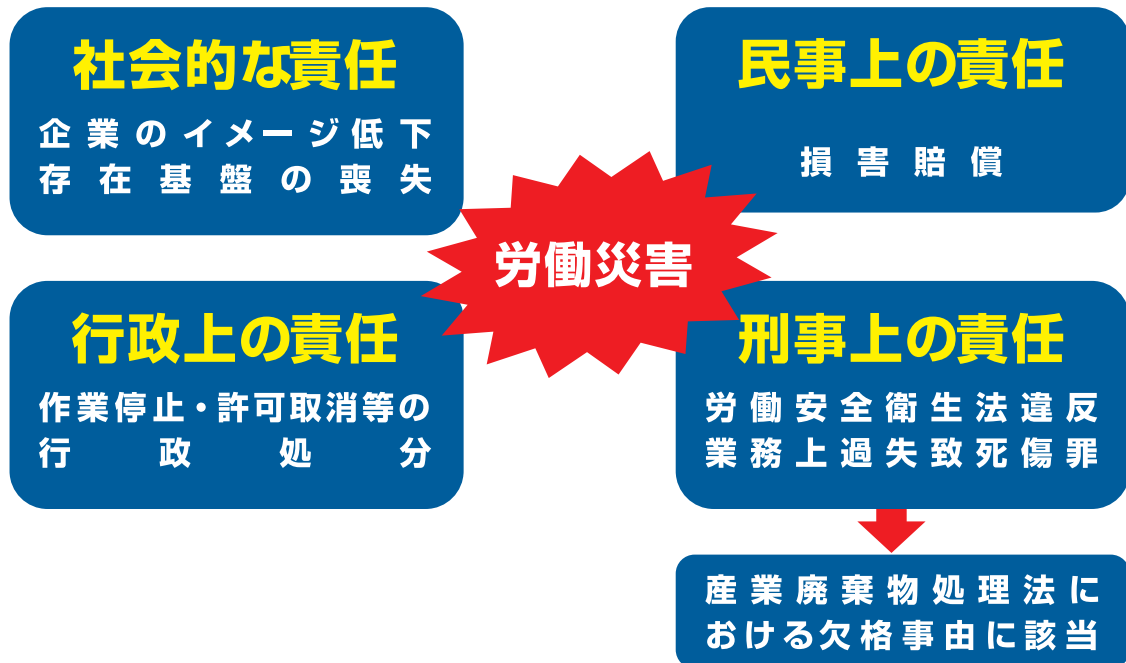 社会的な責任
企業のイメージ低下
存在基盤の喪失
民事上の責任
損害賠償
労働災害
行政上の責任
作業停止・許可取消等の
行政処分
刑事上の責任
労働安全衛生法違反
業務上過失致死傷罪
産業廃棄物処理法に
おける欠格事由に該当